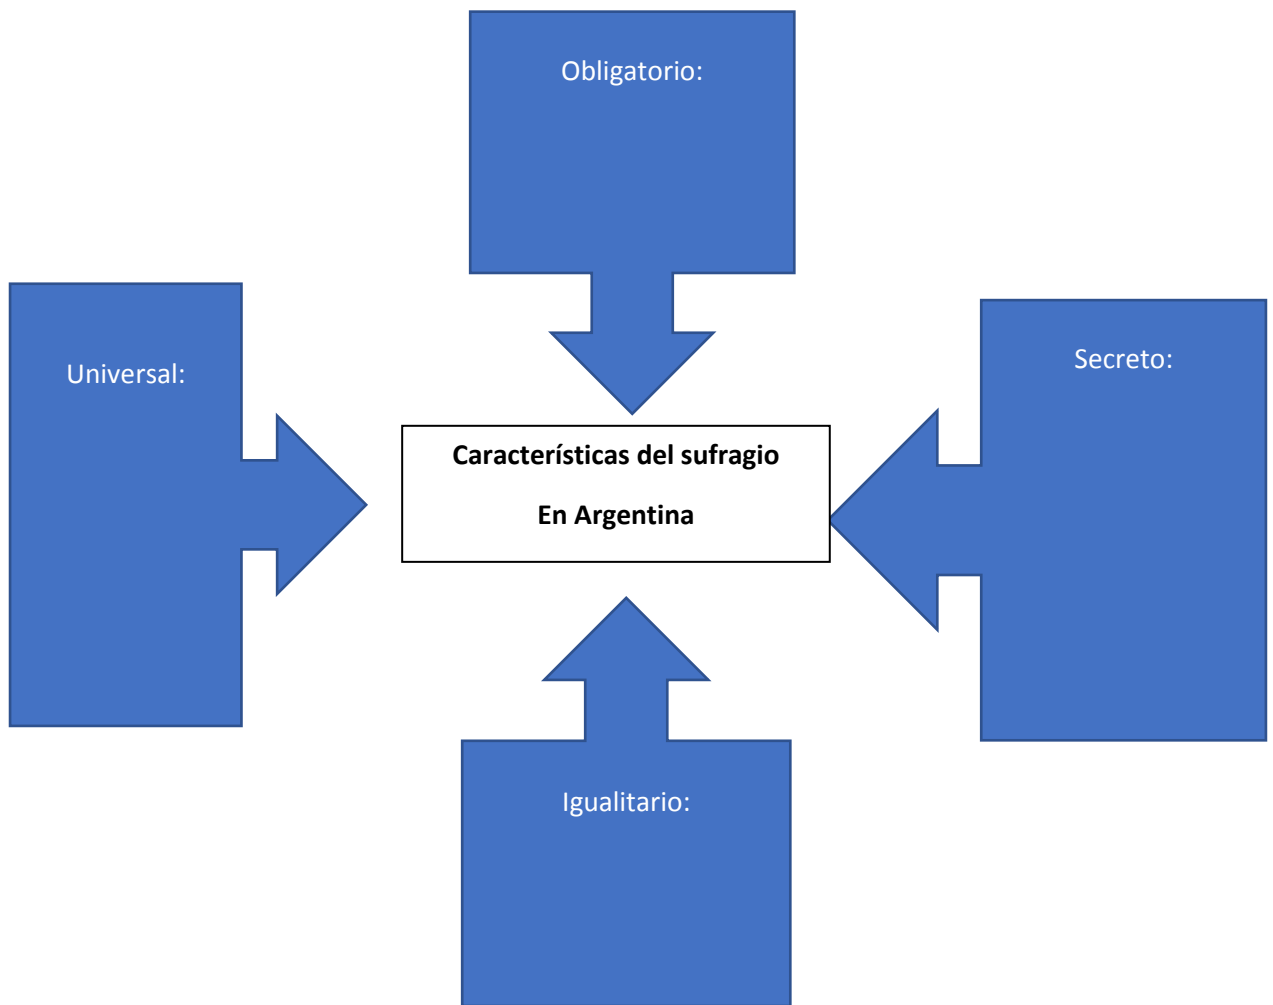 Obligatorio:
Universal:
Secreto:
Características del sufragio
En Argentina
Igualitario: